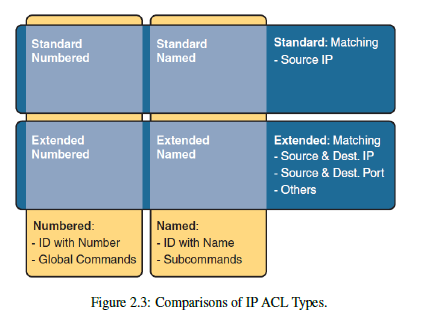 Standard
Numbered
Standard
Named
Standard: Matching
- Source IP
Extended
Numbered
Extended
Named
Extended: Matching
- Source & Dest. IP
- Source & Dest. Port
- Others
Numbered:
- ID with Number
- Global Commands
Named:
- ID with Name
- Subcommands
Figure 2.3: Comparisons of IP ACL Types.